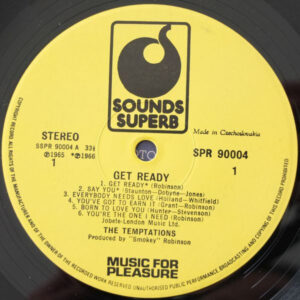 SOUNDS
SUPERB
Made in Czechoslovakia
STEREO
SSPR 90004 A 33⅓
℗1965 *℗1966
1
SPR 90004
1
GET READY
1. GET READY* (Robinson)
2. SAY YOU* (Staunton-Dobyne-Jones)
3. EVERYBODY NEEDS LOVE (Holland-Whitfield)
4. YOU'VE GOT TO EARN IT (Grant-Robinson)
5. BORN TO LOVE YOU (Hunter-Stevenson)
6. YOU'RE THE ONE I NEED (Robinson)
Jobete-London Music Ltd.
THE TEMPTATIONS
Produced by "Smokey" Robinson
MUSIC FOR
PLEASURE
COPYRIGHT RECORD ALL RIGHTS OF THE MANUFACTURER AND OF THE OWNER OF THE RECORDED WORK RESERVED UNAUTHORISED PUBLIC PERFORMANCE, BROADCASTING AND COPYING OF THIS RECORD PROHIBITED